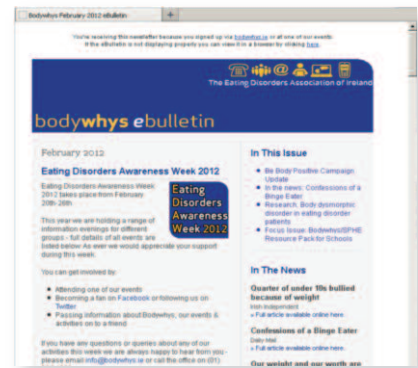 Bodywhys February 2012 eBulletin
You're receiving this newsletter because you signed up via bodywhys.ie or at one of our events.
If the eBulletin is not displaying properly you can view it in a browser by clicking here.
The Eating Disorders Association of Ireland
bodywhys ebulletin
February 2012
Eating Disorders Awareness Week 2012
Eating Disorders Awareness Week
2012 takes place from February
20th-26th.
Eating
Disorders
Awareness
Week 2012
This year we are holding a range of
information evenings for different
groups - full details of all events are
listed below. As ever we would appreciate your support
during this week.
You can get involved by:
Attending one of our events
Becoming a fan on Facebook or following us on
Twitter
Passing information about Bodywhys, our events &
activities on to a friend
If you have any questions or queries about any of our
activities this week we are always happy to hear from you -
please email info@bodywhys.ie or call the office on (01)
In This Issue
Be Body Positive Campaign
Update
In the news: Confessions of a
Binge Eater
Research: Body dysmorphic
disorder in eating disorder
patients
Focus Issue: Bodywhys/SPHE
Resource Pack for Schools
In The News
Quarter of under 10s bullied
because of weight
Irish Independent
» Full article available online here.
Confessions of a Binge Eater
Daily Mail
» Full article available online here.
Our weight and our worth are